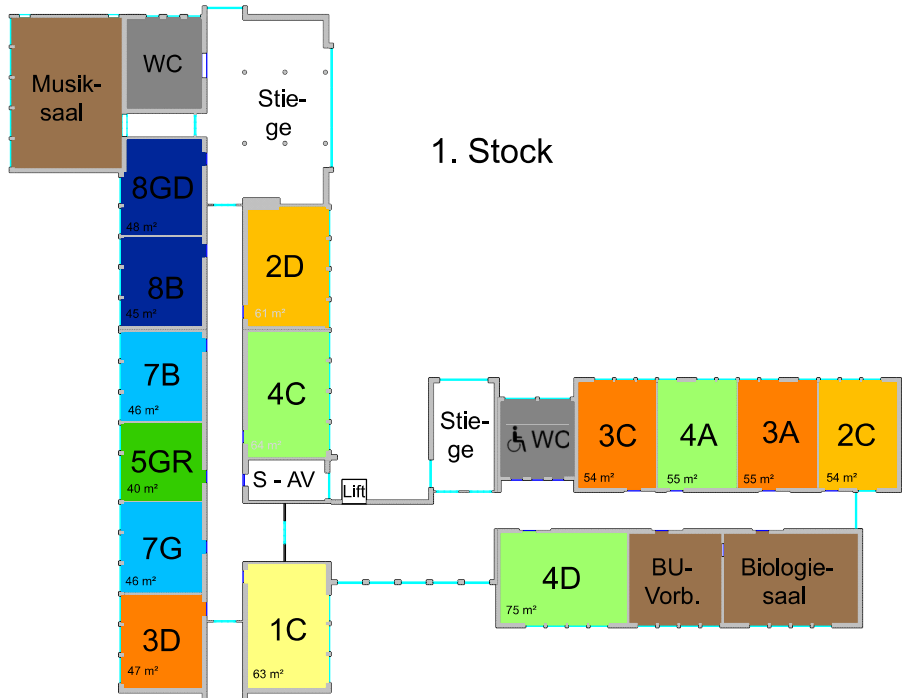 Musik-
saal
WC
Stie-
ge
1. Stock
8GD
48 m²
8B
45 m²
2D
61 m²
7B
46 m²
4C
5GR
40 m²
S - AV
Lift
7G
46 m²
3D
47 m²
1C
63 m²
Stie-
ge
WC
3C
54 m²
4A
55 m²
3A
55 m²
2C
54 m²
4D
75 m²
BU-
Vorb.
Biologie-
saal